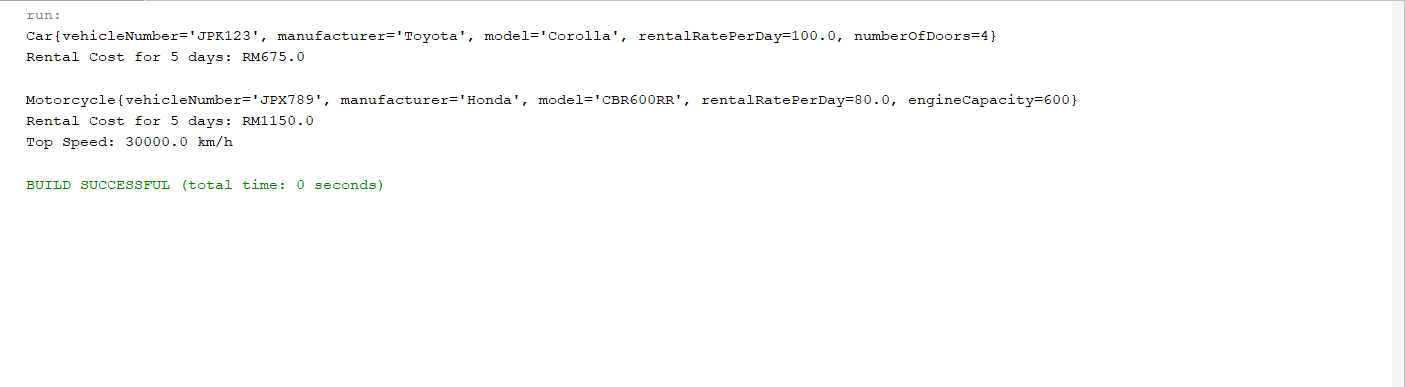 run:
Car{vehicleNumber='JPK123', manufacturer='Toyota', model='Corolla', rentalRatePerDay=100.0, numberOfDoors=4}
Rental Cost for 5 days: RM675.0
Motorcycle{vehicleNumber='JPX789', manufacturer='Honda', model='CBR600RR', rentalRatePerDay=80.0, engineCapacity=600}
Rental Cost for 5 days: RM1150.0
Top Speed: 30000.0 km/h
BUILD SUCCESSFUL (total time: 0 seconds)